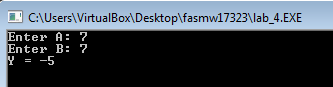 C:\Users\VirtualBox\Desktop\fasmw17323\lab_4.EXE
Enter A: 7
Enter B: 7
Y = -5